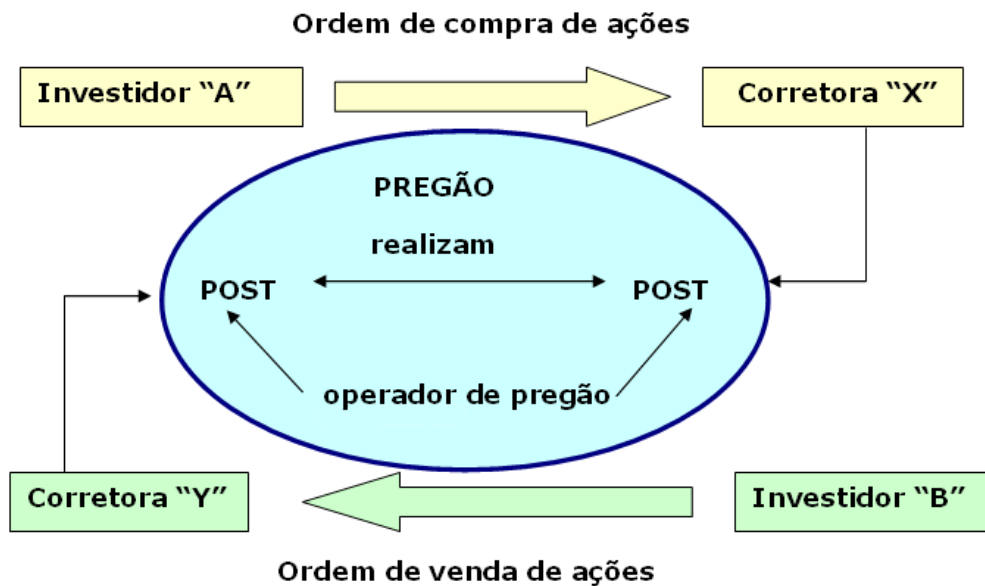 Ordem de compra de ações
Investidor “A”
Corretora “X”
PREGÃO
realizam
POST
POST
operador de pregão
Corretora “Y”
Investidor “B”
Ordem de venda de ações